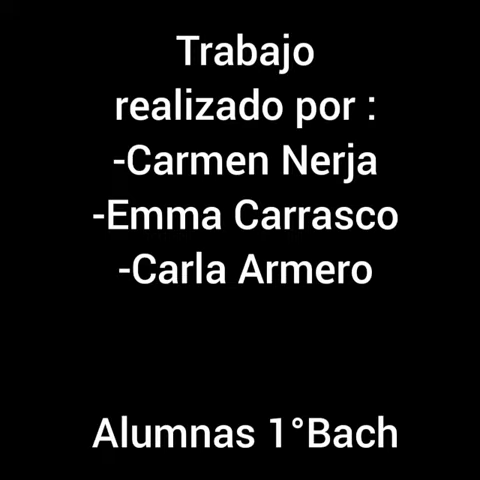 Trabajo
realizado por :
-Carmen Nerja
-Emma Carrasco
-Carla Armero
Alumnas 1°Bach